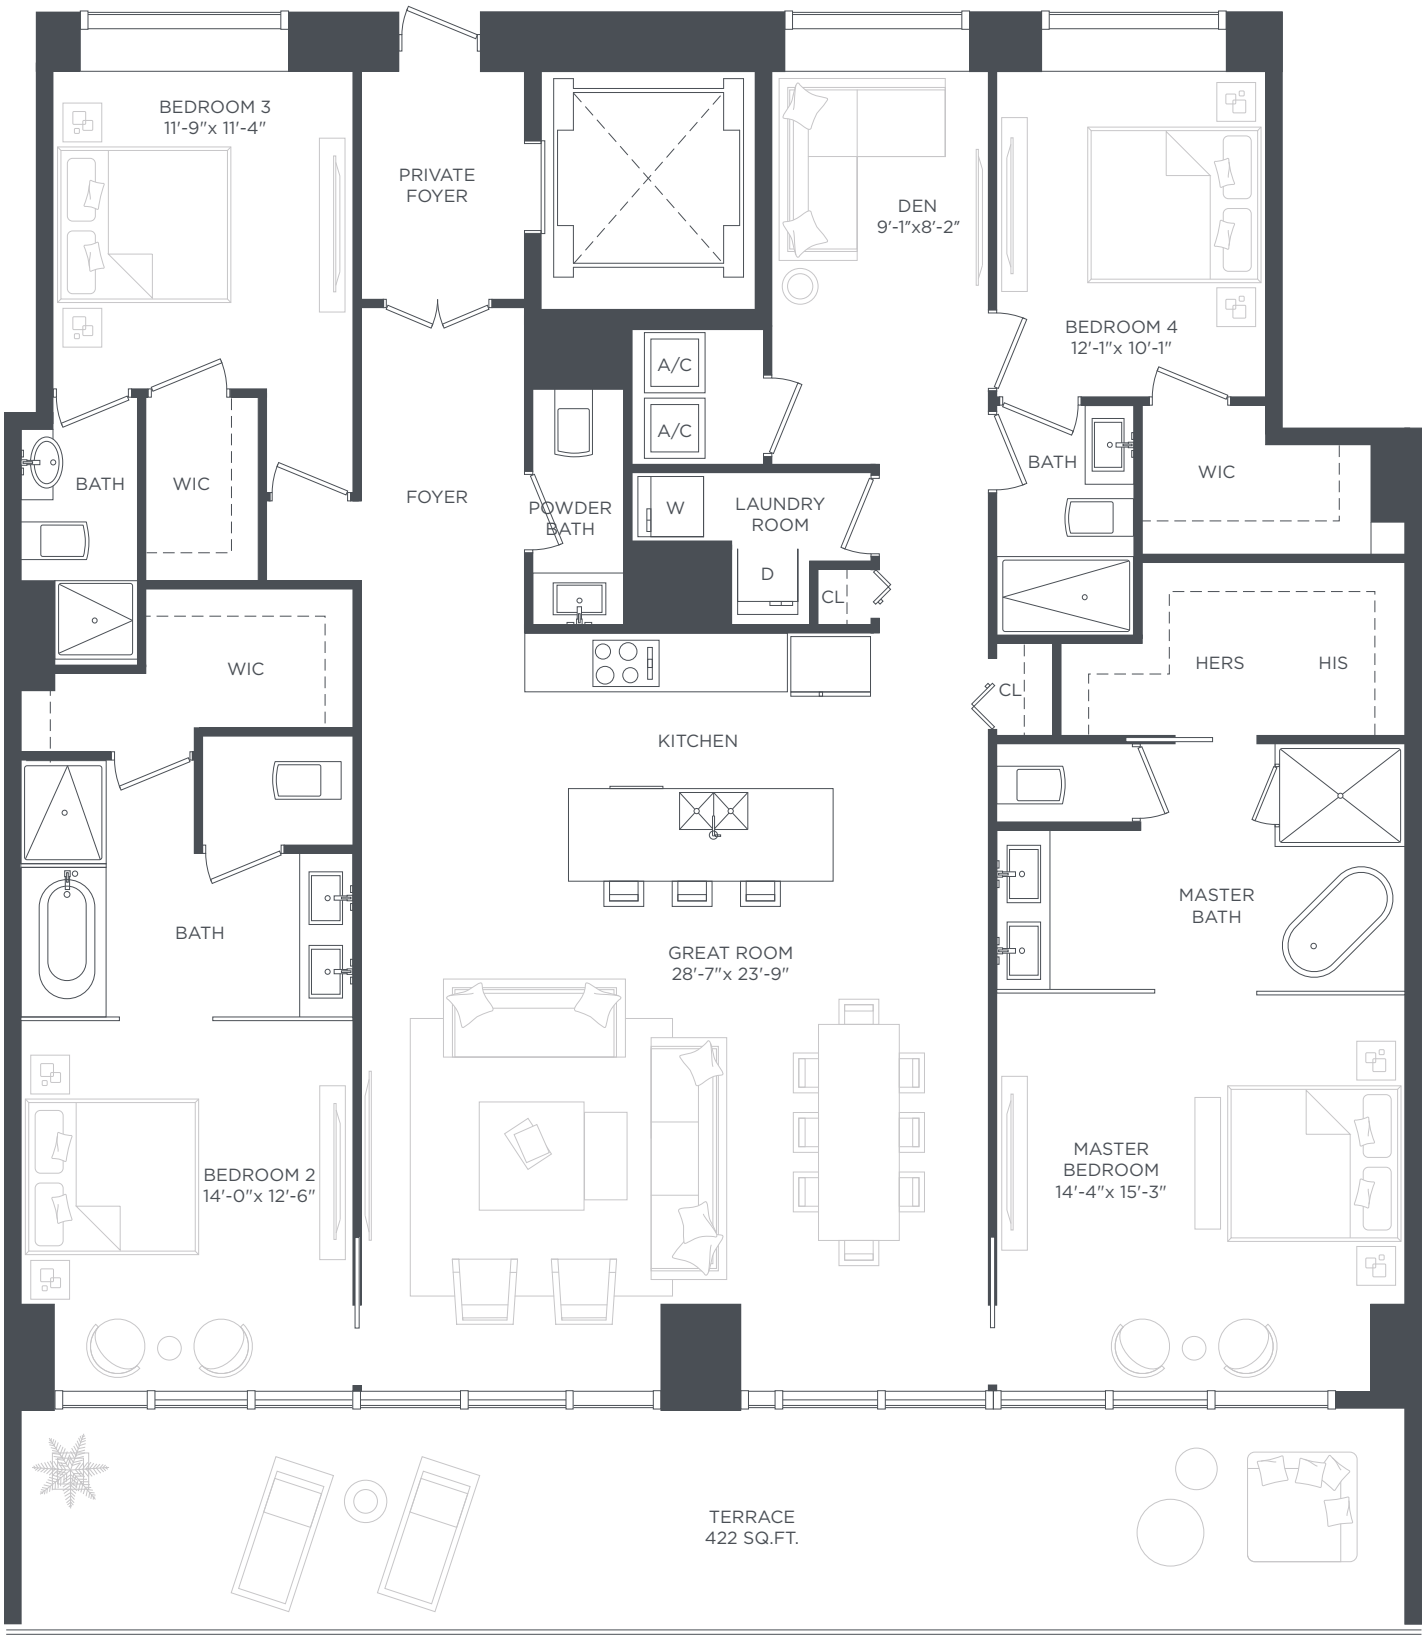 BEDROOM 3
11'-9"x 11'-4"
PRIVATE
FOYER
DEN
9'-1"x8'-2"
BEDROOM 4
12'-1"x 10'-1"
A/C
A/C
BATH
WIC
FOYER
POWDER
BATH
W
LAUNDRY
ROOM
D
CL
BATH
WIC
WIC
HERS
HIS
CL
KITCHEN
BATH
MASTER
BATH
GREAT ROOM
28'-7"x 23'-9"
BEDROOM 2
14'-0"x 12'-6"
MASTER
BEDROOM
14'-4"x 15'-3"
TERRACE
422 SQ.FT.